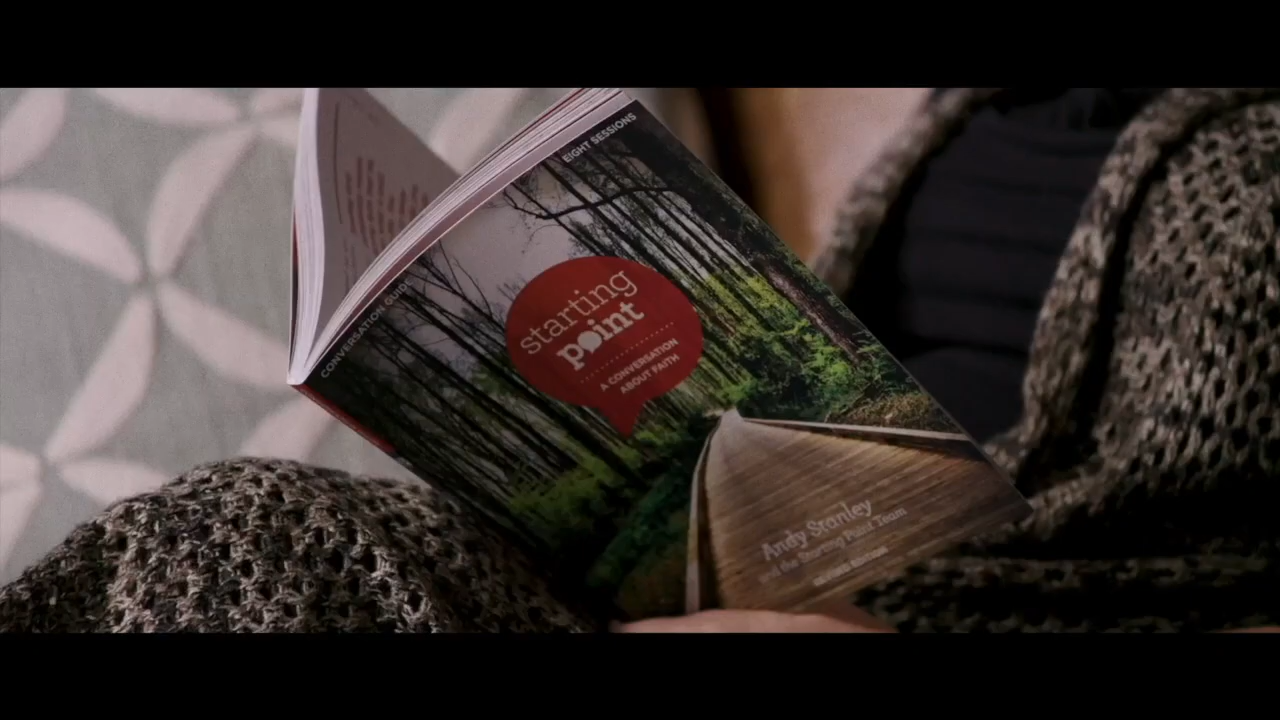 CONVERSATION GUIDE
EIGHT SESSIONS
starting
point
A CONVERSATION
ABOUT FAITH
Andy Stanley
and the Starting Point Team